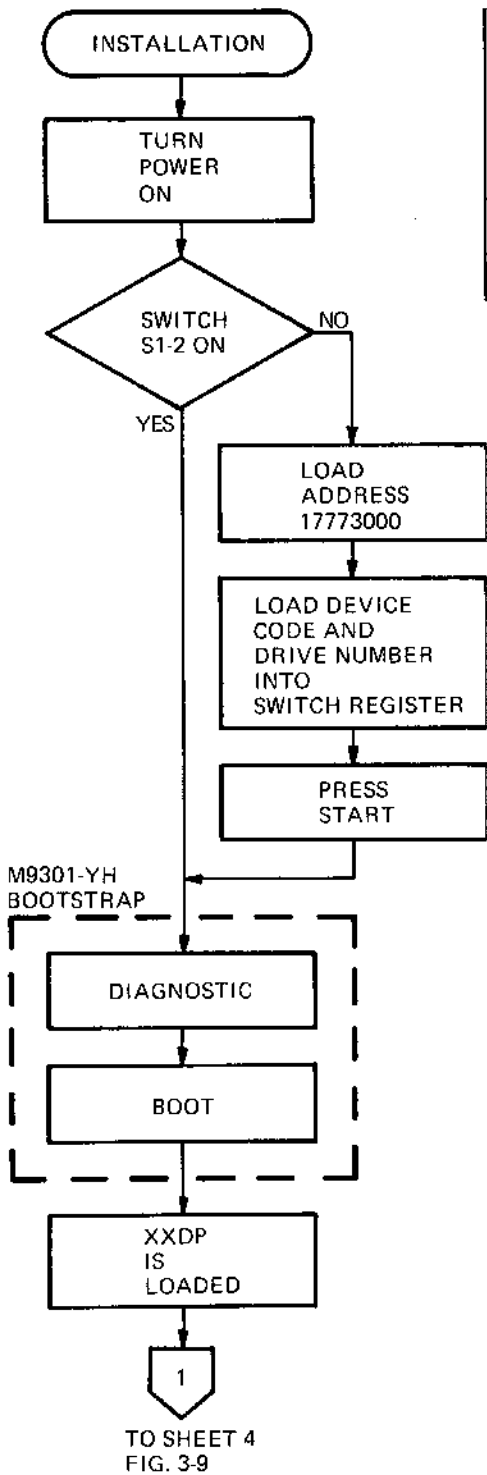 INSTALLATION
TURN
POWER
ON
SWITCH
S1-2 ON
NO
YES
LOAD
ADDRESS
17773000
LOAD DEVICE
CODE AND
DRIVE NUMBER
INTO
SWITCH REGISTER
PRESS
START
M9301-YH
BOOTSTRAP
DIAGNOSTIC
BOOT
XXDP
IS
LOADED
1
TO SHEET 4
FIG. 3-9